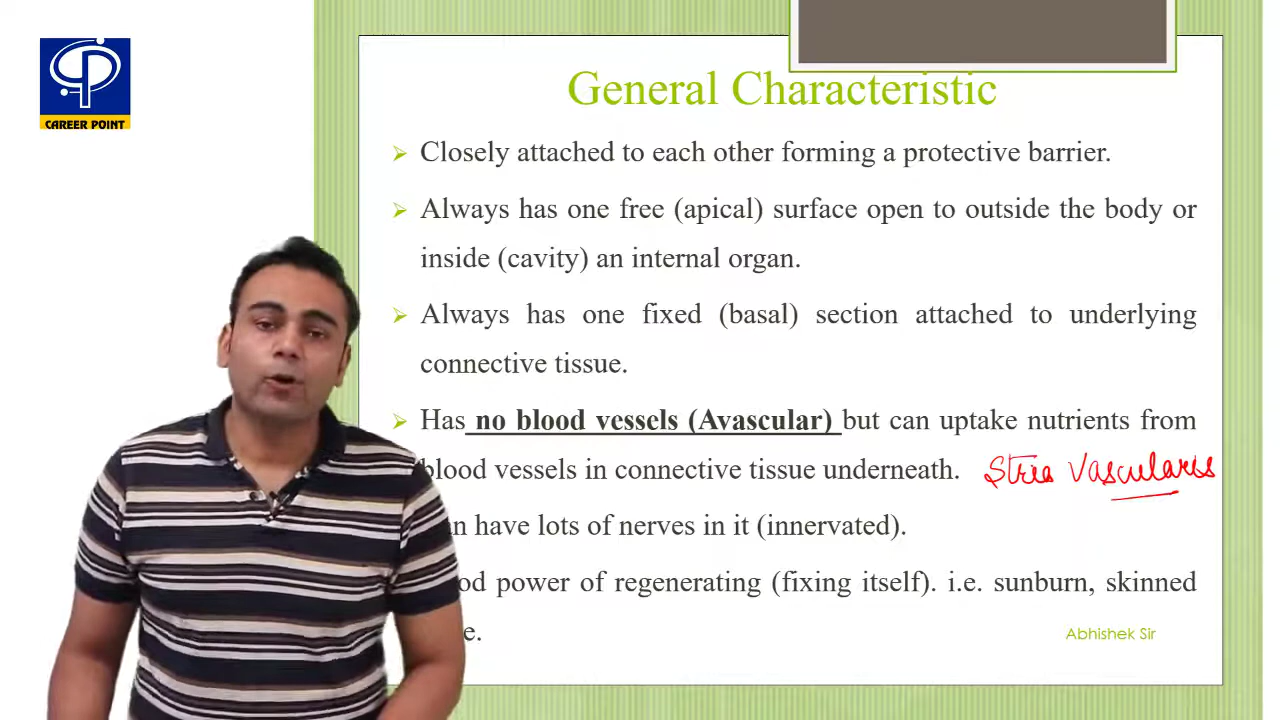 CAREER POINT
General Characteristic
Closely attached to each other forming a protective barrier.
Always has one free (apical) surface open to outside the body or
inside (cavity) an internal organ.
Always has one fixed (basal) section attached to underlying
connective tissue.
Has no blood vessels (Avascular) but can uptake nutrients from
blood vessels in connective tissue underneath. Stria Vascularis
have lots of nerves in it (innervated).
power of regenerating (fixing itself). i.e. sunburn, skinned
Abhishek Sir